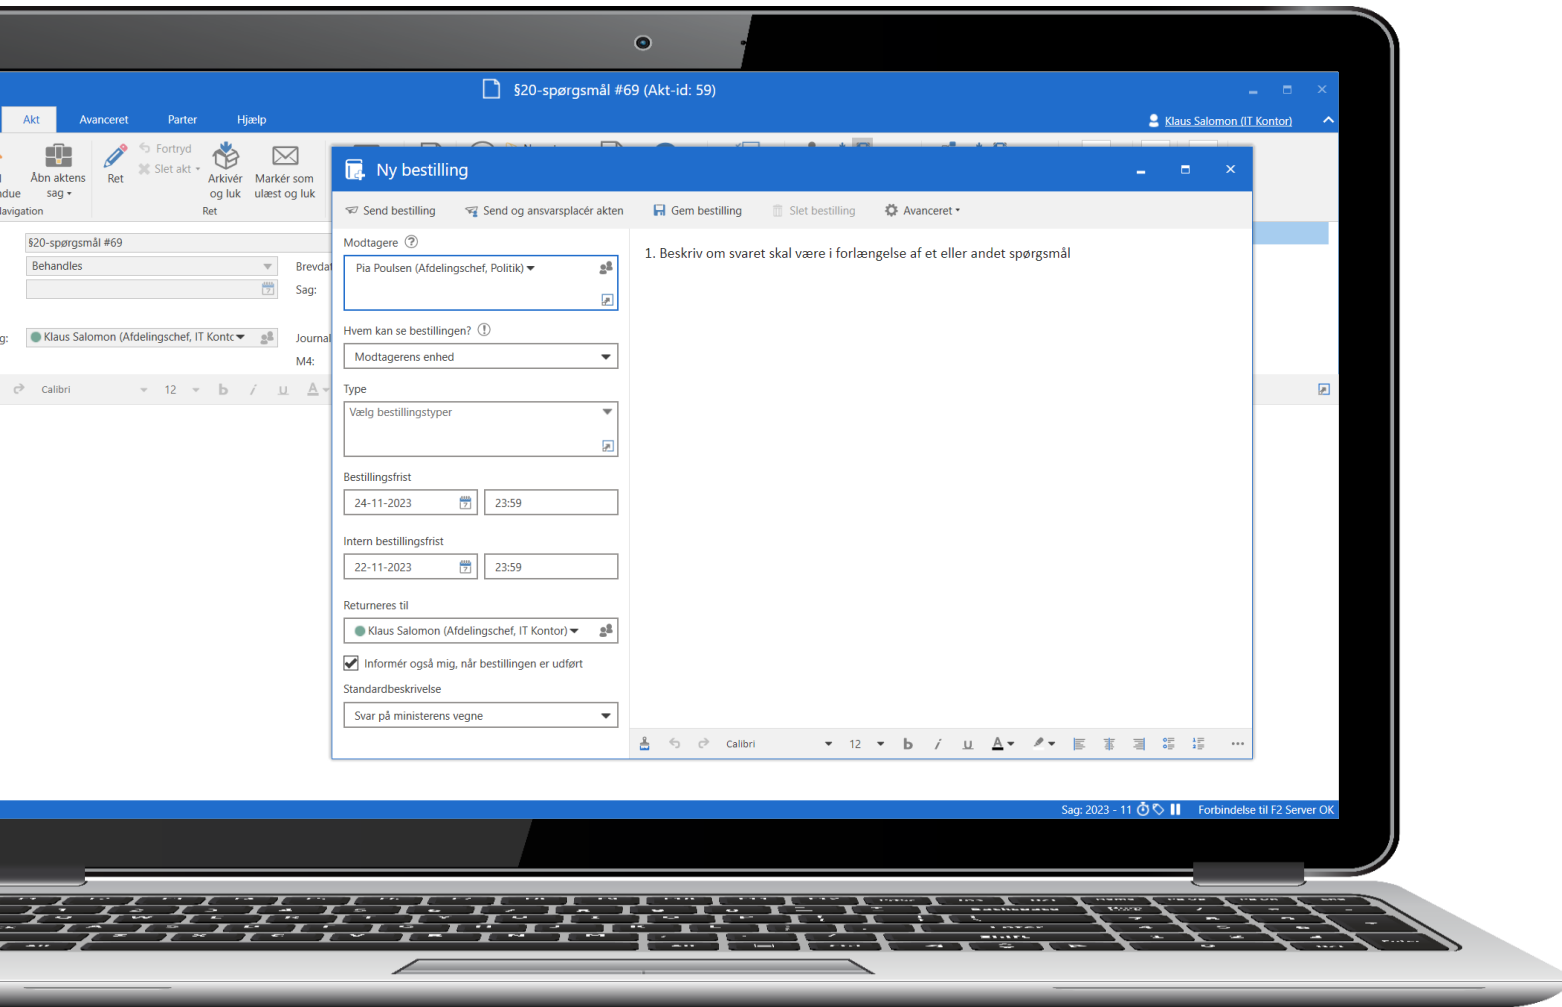 §20-spørgsmål #69 (Akt-id: 59)
Akt Avanceret Parter Hjælp
Klaus Salomon (IT Kontor)
Åbn aktens sag
Ret
Fortryd
Slet akt
Arkivér og luk
Markér som ulæst og luk
Ret
§20-spørgsmål #69
Behandles
Sag:
Klaus Salomon (Afdelingschef, IT
M4:
Calibri 12 b i u A
Ny bestilling
Send bestilling Send og ansvarsplacér akten Gem bestilling Slet bestilling Avanceret
Modtagere
Pia Poulsen (Afdelingschef, Politik)
Hvem kan se bestillingen?
Modtagerens enhed
Type
Vælg bestillingstyper
Bestillingsfrist
24-11-2023 23:59
Intern bestillingsfrist
22-11-2023 23:59
Returneres til
Klaus Salomon (Afdelingschef, IT Kontor)
Informér også mig, når bestillingen er udført
Standardbeskrivelse
Svar på ministerens vegne
1. Beskriv om svaret skal være i forlængelse af et eller andet spørgsmål
Calibri 12 b i u A
Sag: 2023 - 11 Forbindelse til F2 Server OK